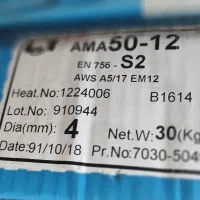 AMA50-12
EN 756 - S2
AWS A5/17 EM12
Heat.No:1224006 B1614
Lot.No: 910944
Dia(mm): 4 Net.W: 30(Kg
Date: 91/10/18 Pr.No:7030-504